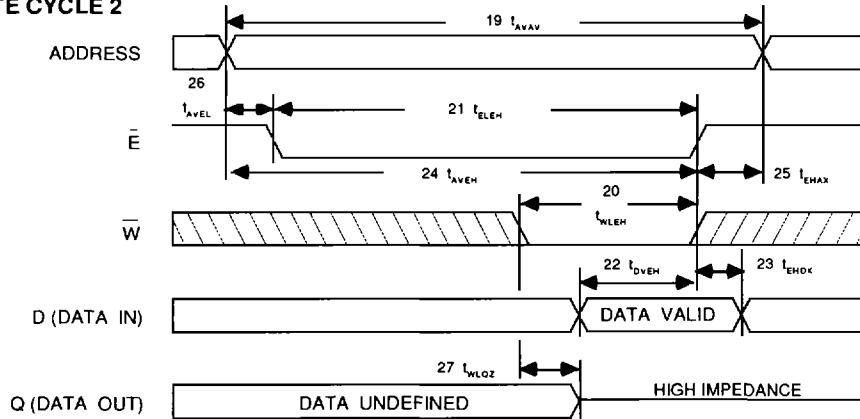 TE CYCLE 2
19 tAVAV
ADDRESS
26
tAVEL
21 tELEH
E
24 tAVEH
25 tEHAX
20
W
tWLEH
22 tDVEH
23 tEHDX
D (DATA IN)
DATA VALID
27 tWLQZ
Q (DATA OUT)
DATA UNDEFINED
HIGH IMPEDANCE